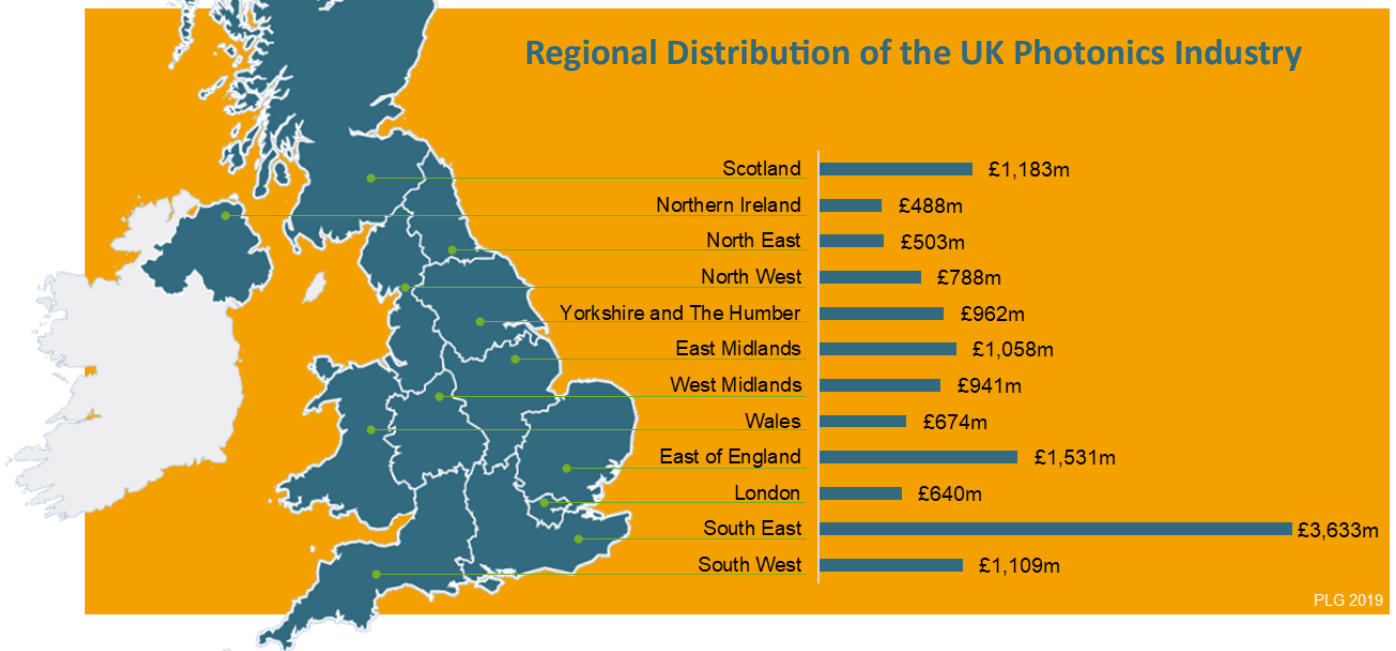 Regional Distribution of the UK Photonics Industry
Scotland £1,183m
Northern Ireland £488m
North East £503m
North West £788m
Yorkshire and The Humber £962m
East Midlands £1,058m
West Midlands £941m
Wales £674m
East of England £1,531m
London £640m
South East £3,633m
South West £1,109m
PLG 2019